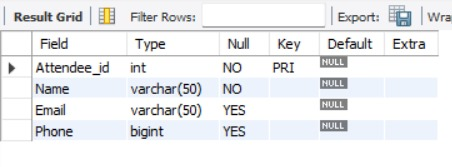 Result Grid Filter Rows: Export: Wra
Field Type Null Key Default Extra
Attendee_id int NO PRI NULL
Name varchar(50) NO NULL
Email varchar(50) YES NULL
Phone bigint YES NULL